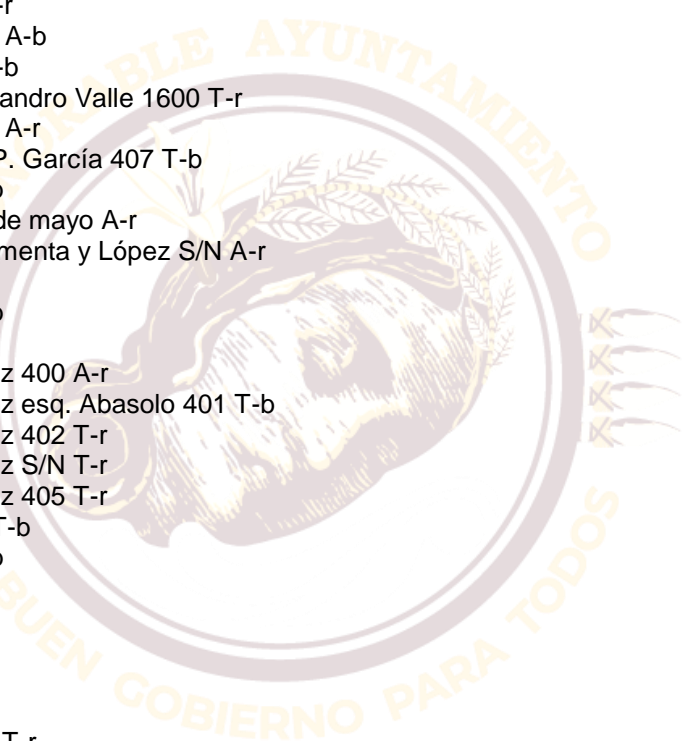 -r
A-b
-b
andro Valle 1600 T-r
A-r
P. García 407 T-b
de mayo A-r
menta y López S/N A-r
z 400 A-r
z esq. Abasolo 401 T-b
z 402 T-r
z S/N T-r
z 405 T-r
T-b
T-r
HONORABLE AYUNTAMIENTO
BUEN GOBIERNO PARA TODOS